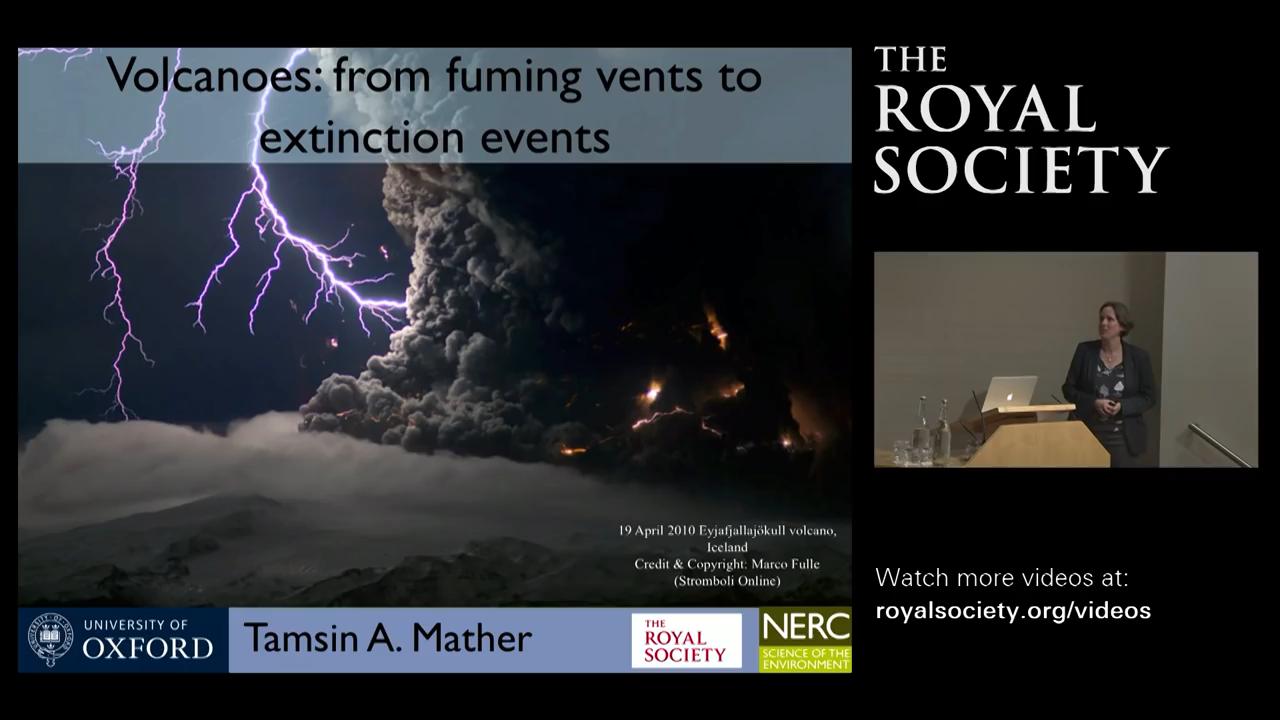 Volcanoes: from fuming vents to
extinction events
19 April 2010 Eyjafjallajökull volcano,
Iceland
Credit & Copyright: Marco Fulle
(Stromboli Online)
UNIVERSITY OF
OXFORD
Tamsin A. Mather
THE
ROYAL
SOCIETY
NERC
SCIENCE OF THE
ENVIRONMENT
THE
ROYAL
SOCIETY
Watch more videos at:
royalsociety.org/videos